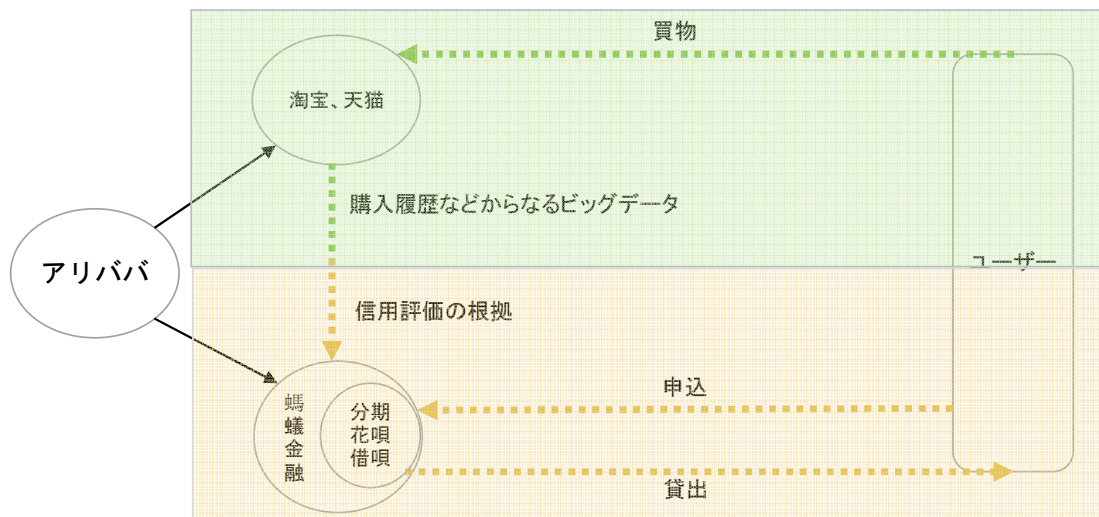 買物
淘宝、天猫
購入履歴などからなるビッグデータ
アリババ
ユーザー
信用評価の根拠
申込
螞蟻金融
分期
花唄
借唄
貸出